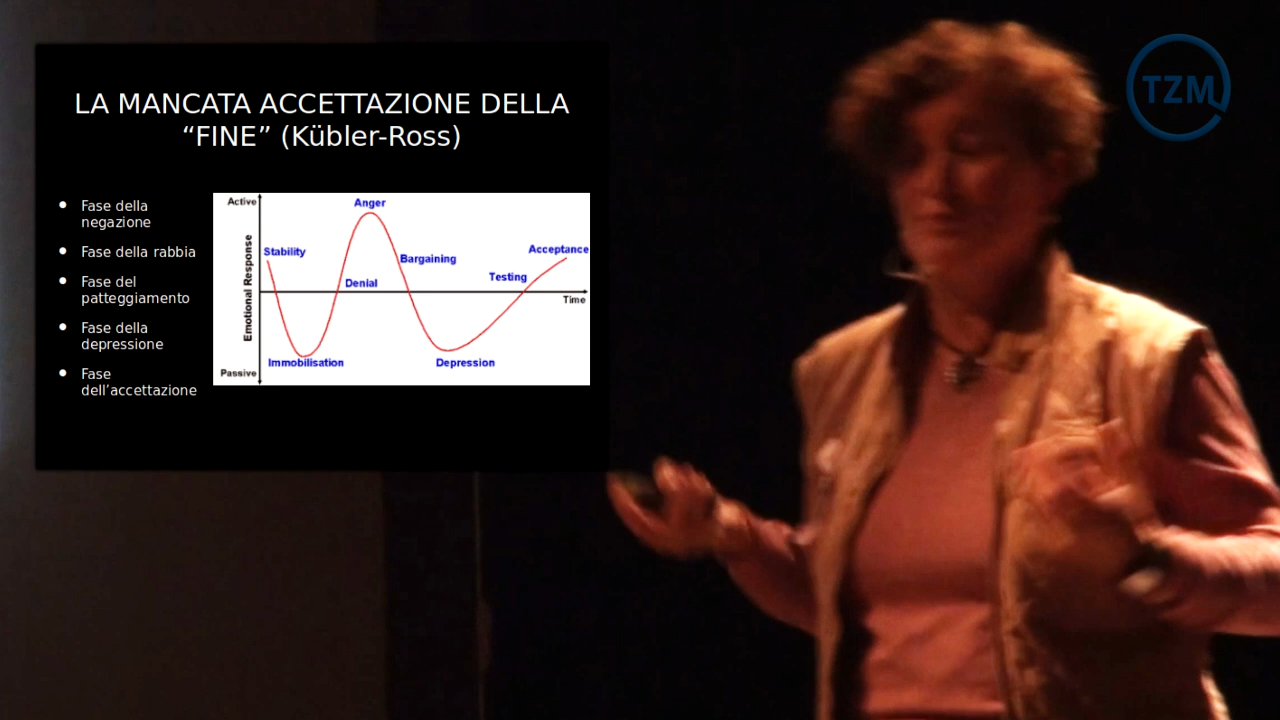 LA MANCATA ACCETTAZIONE DELLA
“FINE” (Kübler-Ross)
Fase della
negazione
Fase della rabbia
Fase del
patteggiamento
Fase della
depressione
Fase
dell’accettazione
Active
Anger
Stability
Acceptance
Bargaining
Testing
Denial
Emotional Response
Time
Immobilisation
Depression
Passive
TZM